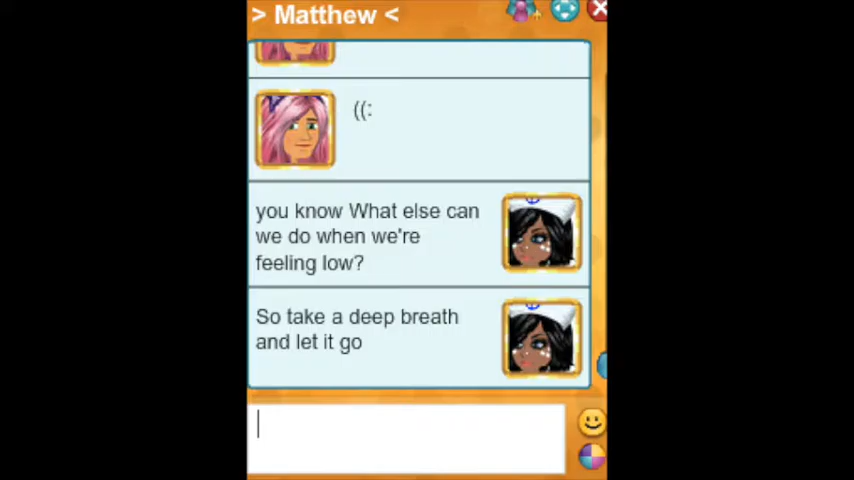 > Matthew <
((:
you know What else can
we do when we're
feeling low?
So take a deep breath
and let it go